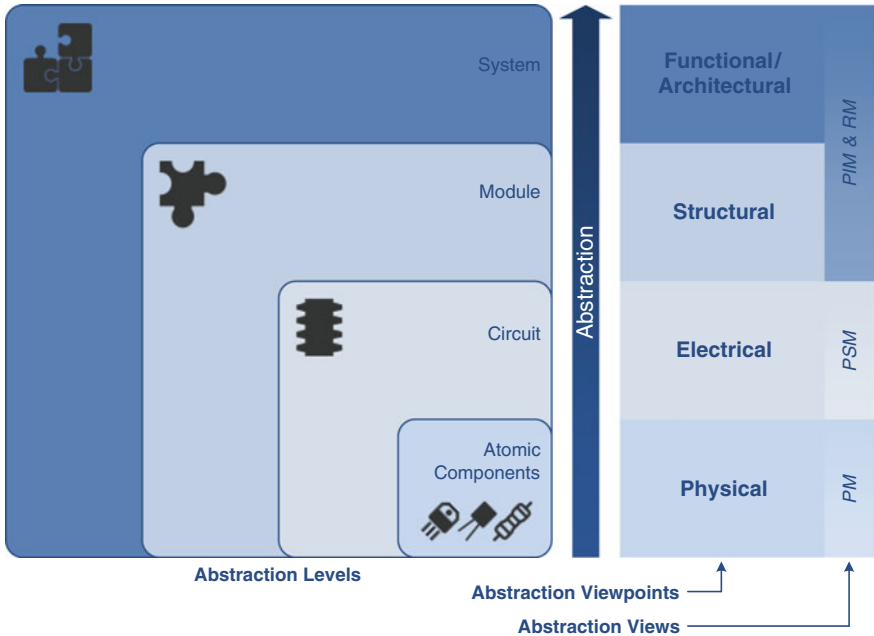 System
Module
Circuit
Atomic
Components
Abstraction Levels
Abstraction
Functional/
Architectural
Structural
Electrical
Physical
PIM & RM
PSM
PM
Abstraction Viewpoints
Abstraction Views